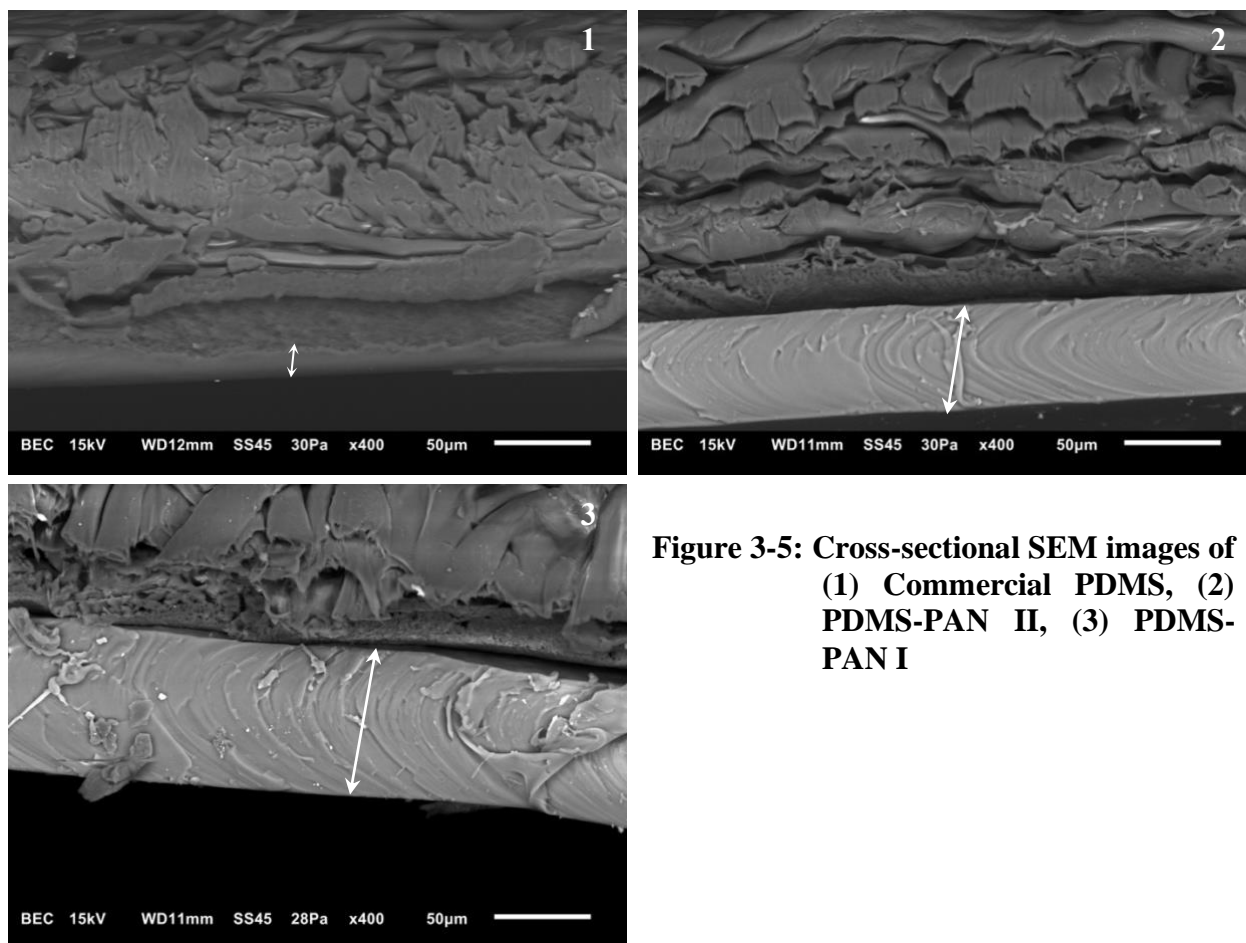 1
BEC 15kV WD12mm SS45 30Pa x400 50µm
2
BEC 15kV WD11mm SS45 30Pa x400 50µm
3
BEC 15kV WD11mm SS45 28Pa x400 50µm
Figure 3-5: Cross-sectional SEM images of
(1) Commercial PDMS, (2)
PDMS-PAN II, (3) PDMS-
PAN I